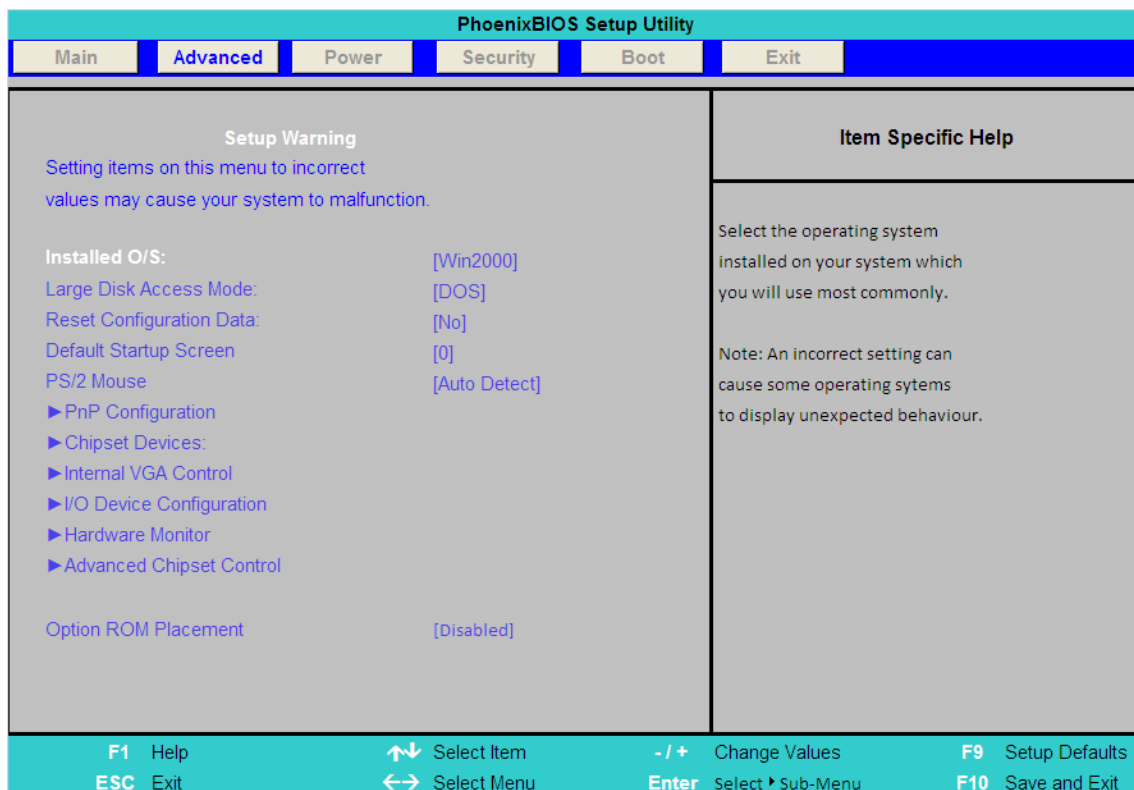 PhoenixBIOS Setup Utility
Main Advanced Power Security Boot Exit
Setup Warning
Setting items on this menu to incorrect
values may cause your system to malfunction.
Installed O/S: [Win2000]
Large Disk Access Mode: [DOS]
Reset Configuration Data: [No]
Default Startup Screen [0]
PS/2 Mouse [Auto Detect]
►PnP Configuration
►Chipset Devices:
►Internal VGA Control
►I/O Device Configuration
►Hardware Monitor
►Advanced Chipset Control
Option ROM Placement [Disabled]
Item Specific Help
Select the operating system
installed on your system which
you will use most commonly.
Note: An incorrect setting can
cause some operating sytems
to display unexpected behaviour.
F1 Help ↑↓ Select Item - / + Change Values F9 Setup Defaults
ESC Exit ←→ Select Menu Enter Select ► Sub-Menu F10 Save and Exit